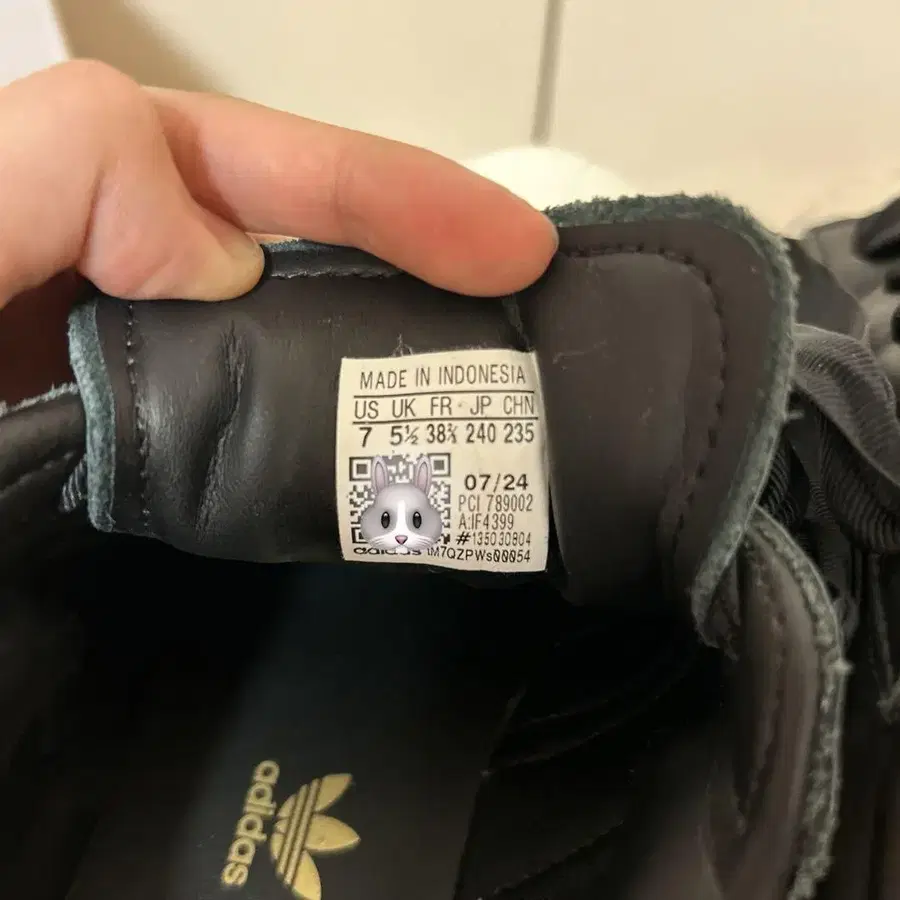 MADE IN INDONESIA
US UK FR JP CHN
7 5½ 38⅔ 240 235
07/24
PCI 789002
A:IF4399
#135030804
adidas
adidas